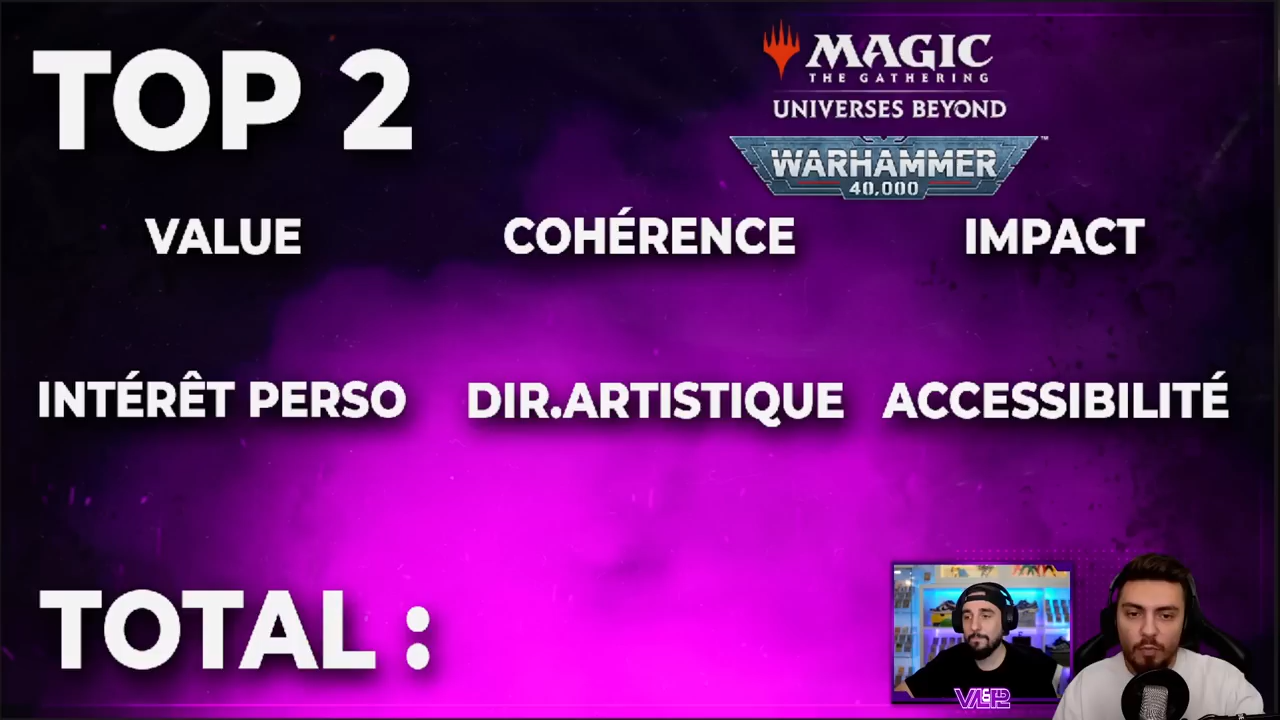 TOP 2
MAGIC
THE GATHERING
UNIVERSES BEYOND
WARHAMMER
40,000
™
VALUE
COHÉRENCE
IMPACT
INTÉRÊT PERSO
DIR.ARTISTIQUE
ACCESSIBILITÉ
TOTAL :